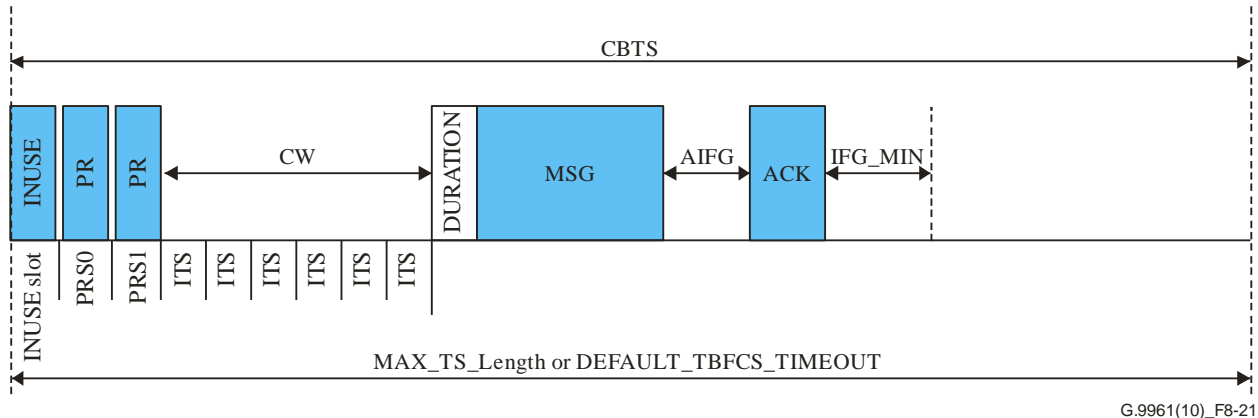 CBTS
INUSE
PR
PR
CW
DURATION
MSG
AIFG
ACK
IFG_MIN
INUSE slot
PRS0
PRS1
ITS
ITS
ITS
ITS
ITS
ITS
MAX_TS_Length or DEFAULT_TBFCS_TIMEOUT
G.9961(10)_F8-21